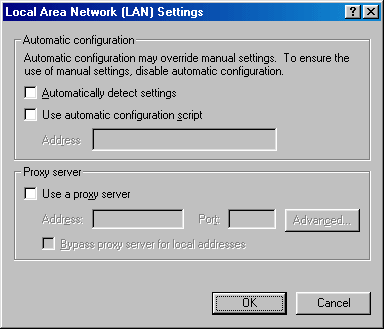 Local Area Network (LAN) Settings
Automatic configuration
Automatic configuration may override manual settings. To ensure the
use of manual settings, disable automatic configuration.
Automatically detect settings
Use automatic configuration script
Address
Proxy server
Use a proxy server
Address: Port: Advanced...
Bypass proxy server for local addresses
OK Cancel